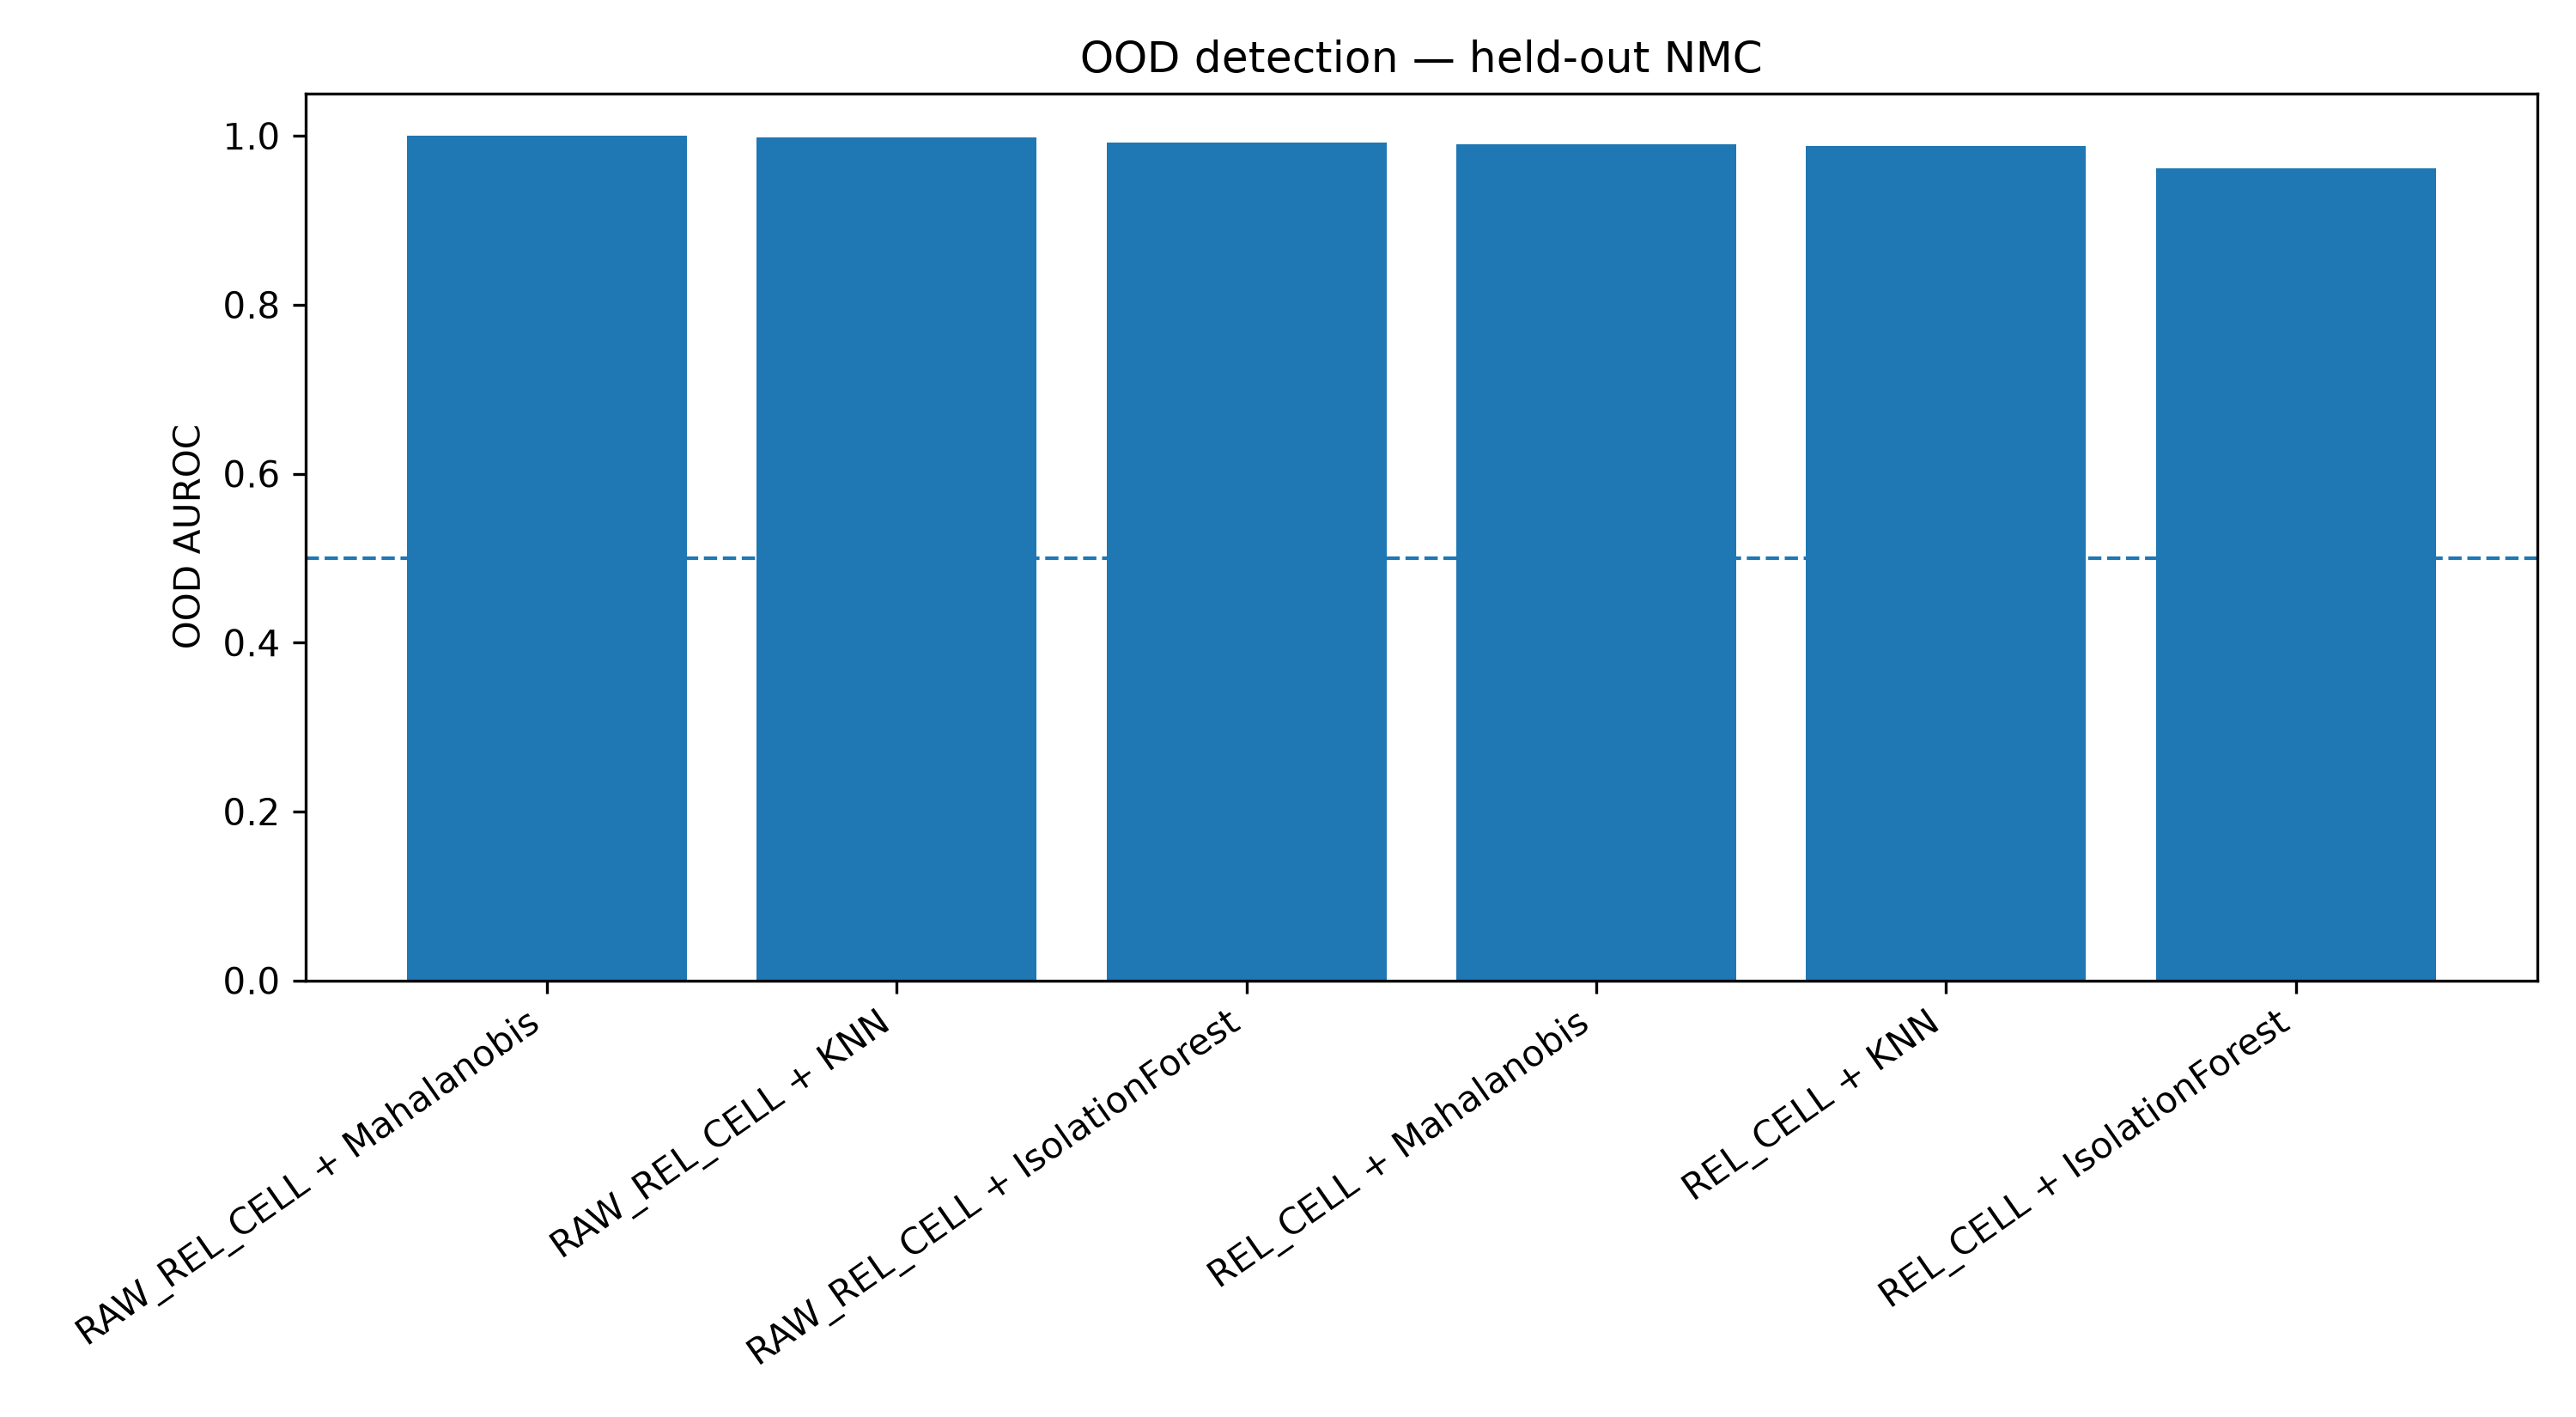 OOD detection — held-out NMC
OOD AUROC
1.0
0.8
0.6
0.4
0.2
0.0
RAW_REL_CELL + Mahalanobis
RAW_REL_CELL + KNN
RAW_REL_CELL + IsolationForest
REL_CELL + Mahalanobis
REL_CELL + KNN
REL_CELL + IsolationForest